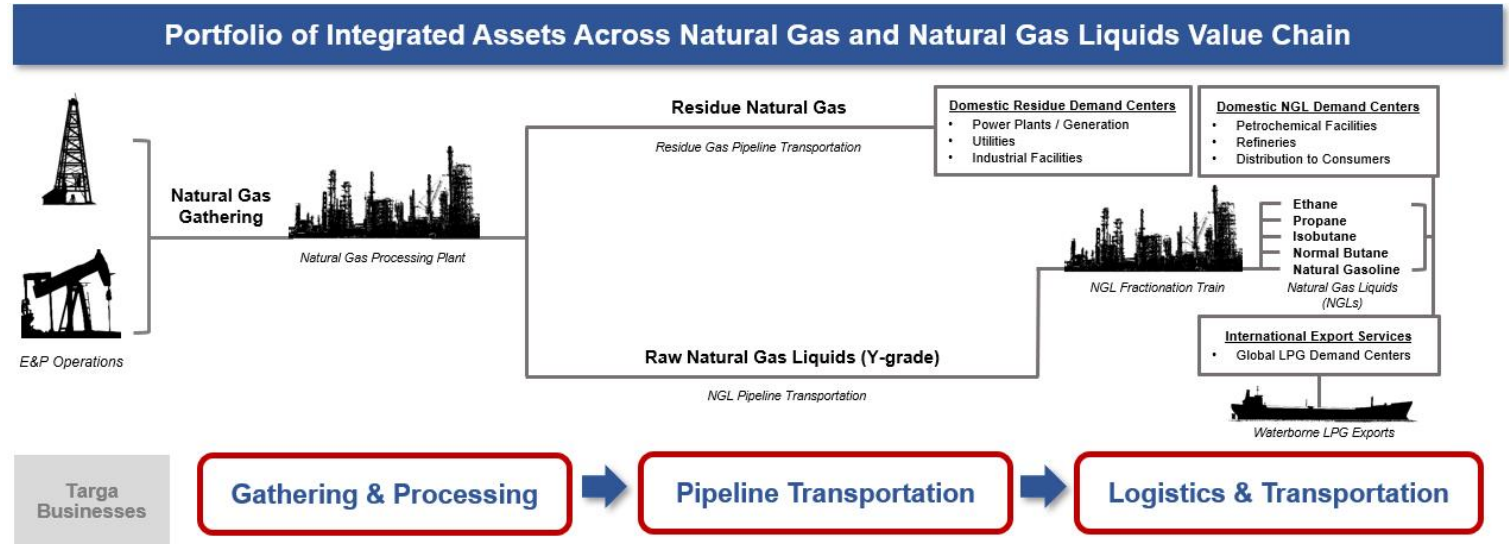 Portfolio of Integrated Assets Across Natural Gas and Natural Gas Liquids Value Chain
E&P Operations
Natural Gas
Gathering
Natural Gas Processing Plant
Residue Natural Gas
Residue Gas Pipeline Transportation
Raw Natural Gas Liquids (Y-grade)
NGL Pipeline Transportation
Domestic Residue Demand Centers
• Power Plants / Generation
• Utilities
• Industrial Facilities
Domestic NGL Demand Centers
• Petrochemical Facilities
• Refineries
• Distribution to Consumers
NGL Fractionation Train
Ethane
Propane
Isobutane
Normal Butane
Natural Gasoline
Natural Gas Liquids
(NGLs)
International Export Services
• Global LPG Demand Centers
Waterborne LPG Exports
Targa
Businesses
Gathering & Processing
Pipeline Transportation
Logistics & Transportation